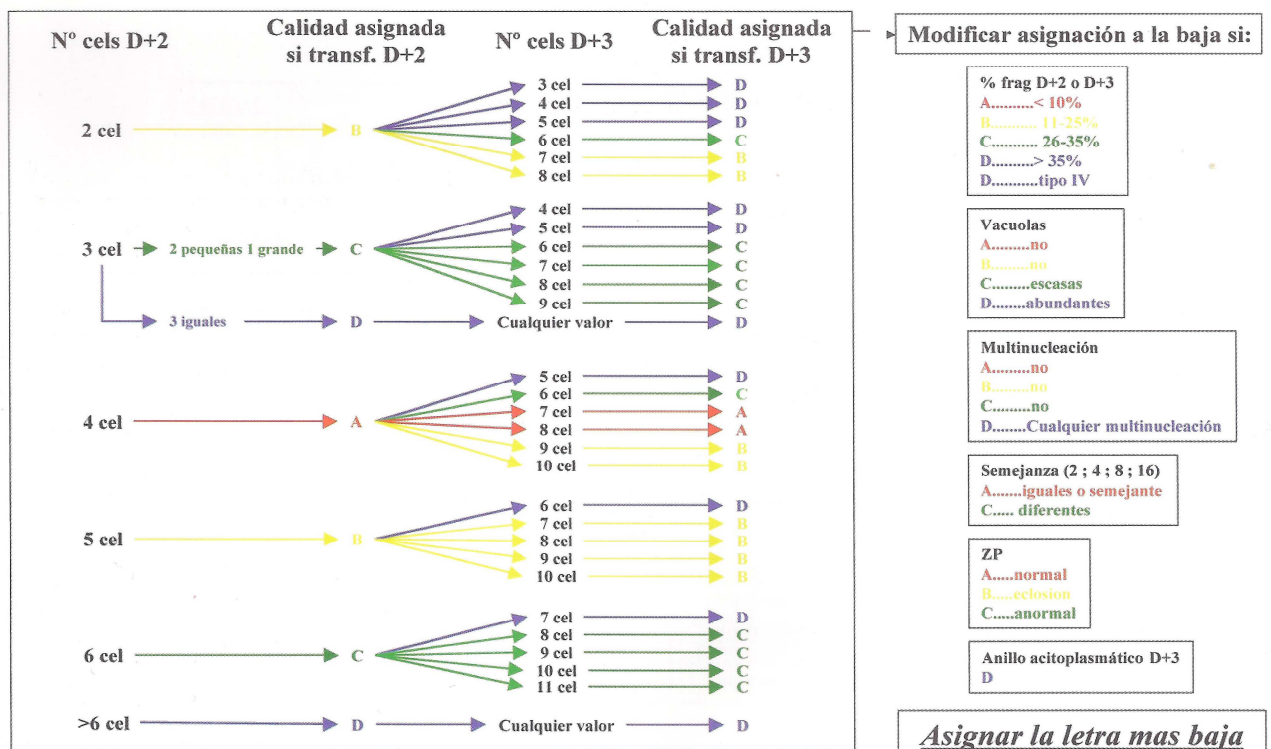 Nº cels D+2
Calidad asignada
si transf. D+2
Nº cels D+3
Calidad asignada
si transf. D+3
2 cel
B
3 cel
D
4 cel
D
5 cel
D
6 cel
C
7 cel
B
8 cel
B
3 cel
2 pequeñas 1 grande
C
4 cel
D
5 cel
D
6 cel
C
7 cel
C
8 cel
C
9 cel
C
3 iguales
D
Cualquier valor
D
4 cel
A
5 cel
D
6 cel
C
7 cel
A
8 cel
A
9 cel
B
10 cel
B
5 cel
B
6 cel
D
7 cel
B
8 cel
B
9 cel
B
10 cel
B
6 cel
C
7 cel
D
8 cel
C
9 cel
C
10 cel
C
11 cel
C
>6 cel
D
Cualquier valor
D
Modificar asignación a la baja si:
% frag D+2 o D+3
A..........< 10%
B........... 11-25%
C........... 26-35%
D..........> 35%
D...........tipo IV
Vacuolas
A.........no
B.........no
C.........escasas
D........abundantes
Multinucleación
A.........no
B.........no
C.........no
D........Cualquier multinucleación
Semejanza (2 ; 4 ; 8 ; 16)
A.......iguales o semejante
C..... diferentes
ZP
A.....normal
B.....eclosion
C.....anormal
Anillo acitoplasmático D+3
D
Asignar la letra mas baja